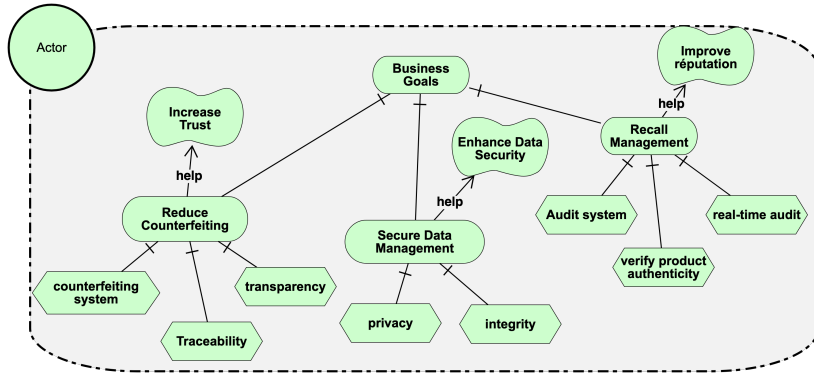 Actor
Improve
réputation
Business
Goals
help
Increase
Trust
Enhance Data
Security
Recall
Management
help
help
Reduce
Counterfeiting
Audit system
real-time audit
Secure Data
Management
verify product
authenticity
counterfeiting
system
transparency
privacy
integrity
Traceability